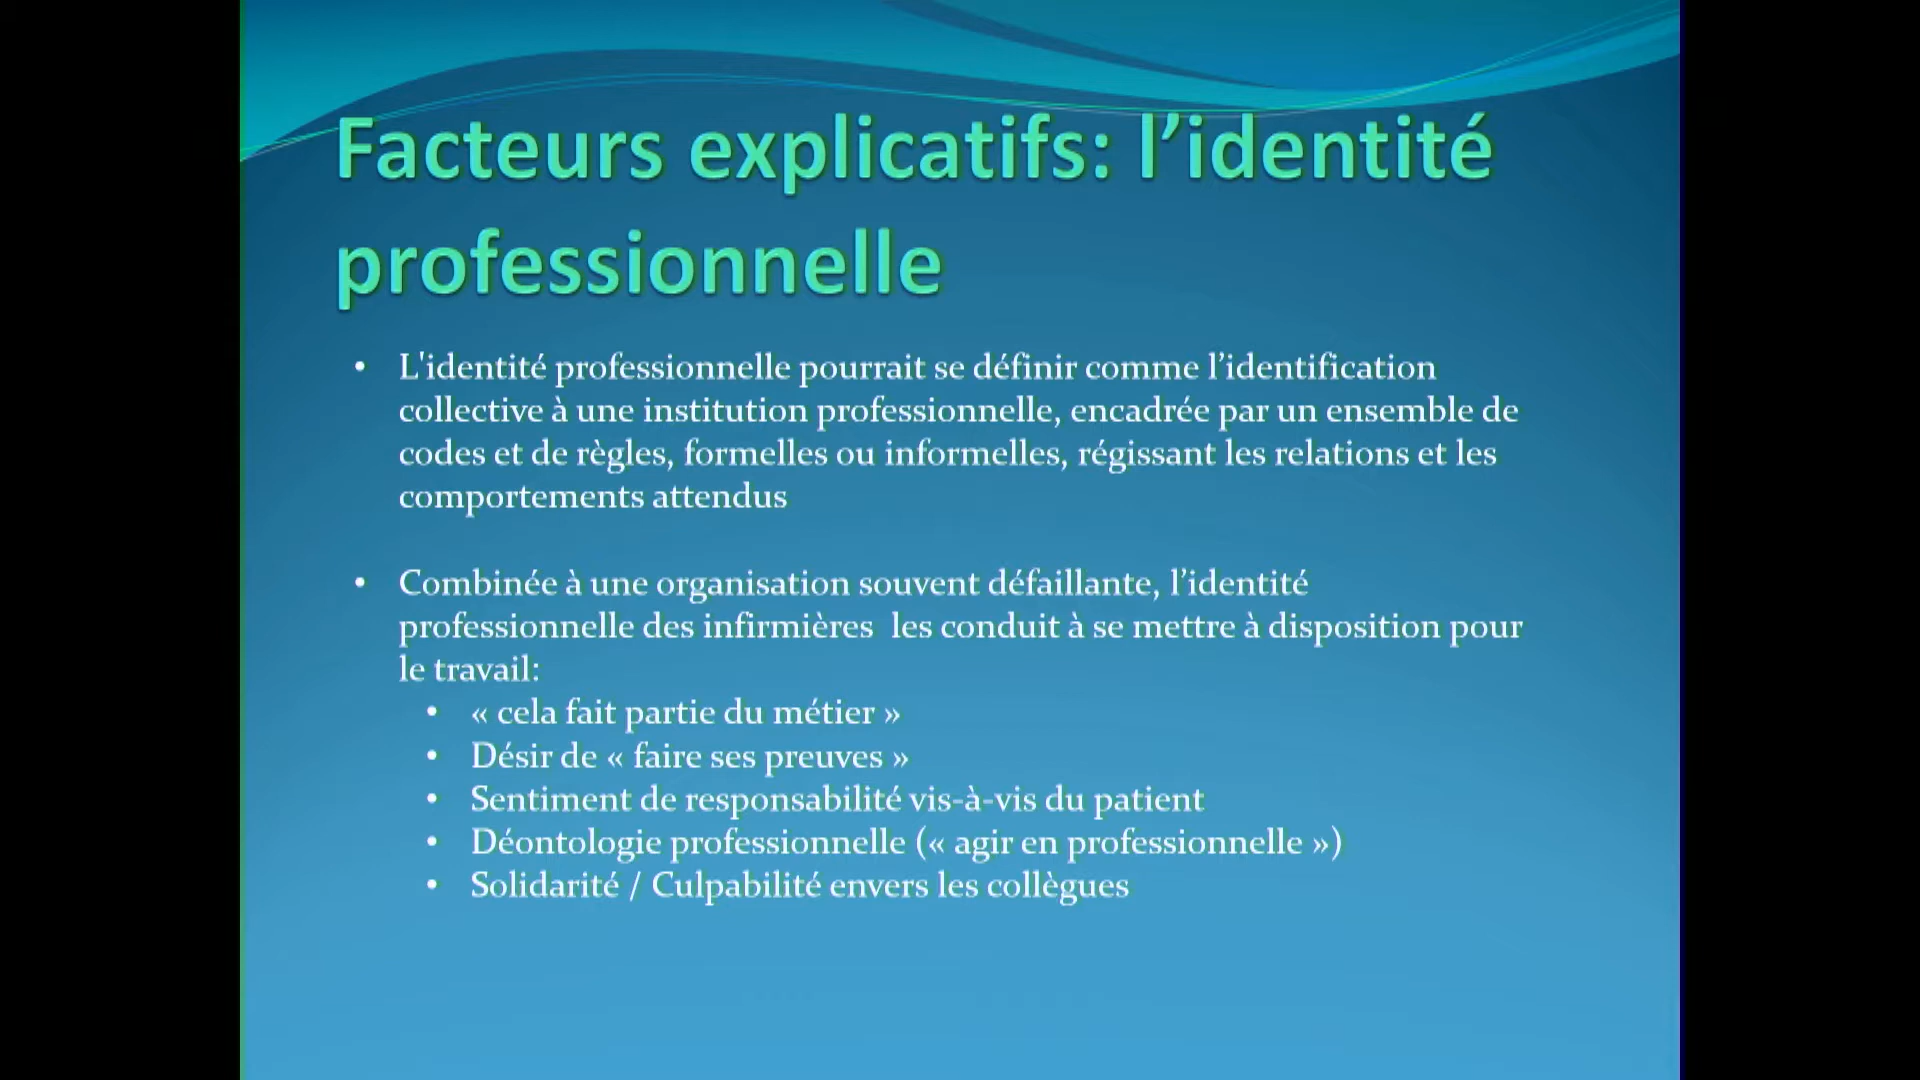 Facteurs explicatifs: l’identité
professionnelle
• L'identité professionnelle pourrait se définir comme l’identification
collective à une institution professionnelle, encadrée par un ensemble de
codes et de règles, formelles ou informelles, régissant les relations et les
comportements attendus
• Combinée à une organisation souvent défaillante, l’identité
professionnelle des infirmières  les conduit à se mettre à disposition pour
le travail:
• « cela fait partie du métier »
• Désir de « faire ses preuves »
• Sentiment de responsabilité vis-à-vis du patient
• Déontologie professionnelle (« agir en professionnelle »)
• Solidarité / Culpabilité envers les collègues